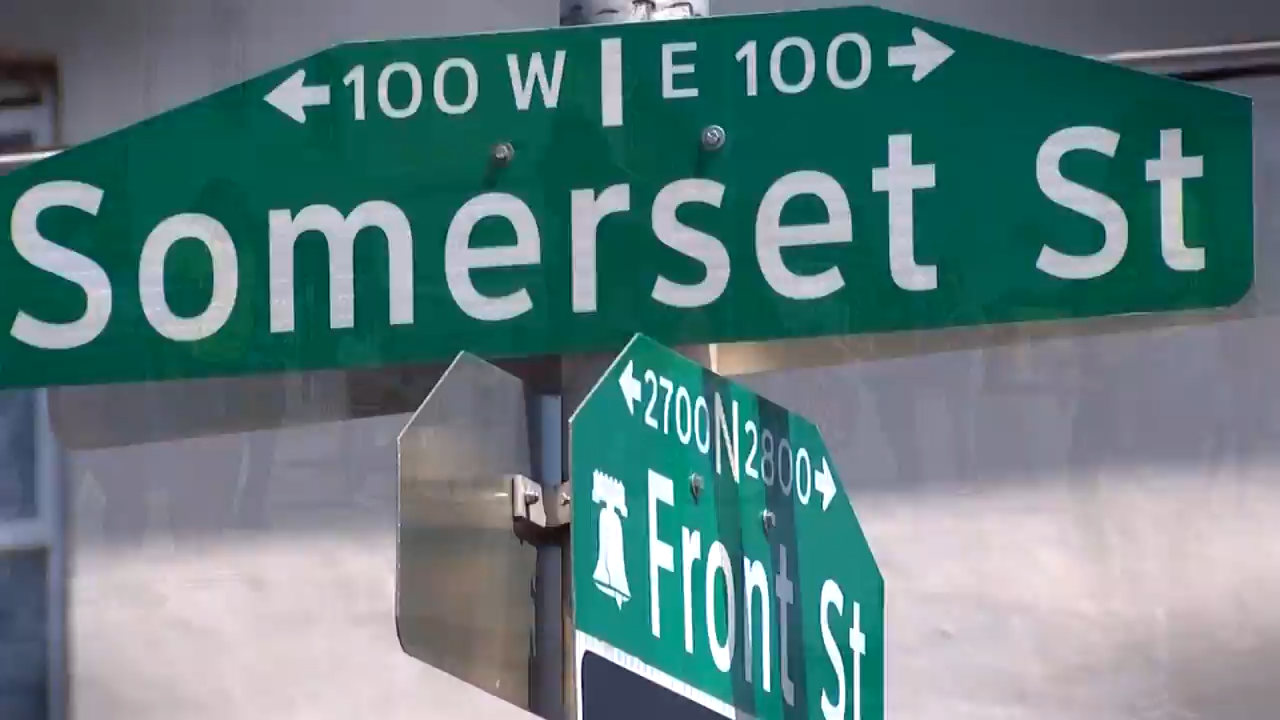 ←100 W | E 100→
Somerset St
←2700 N 2800→
Front St